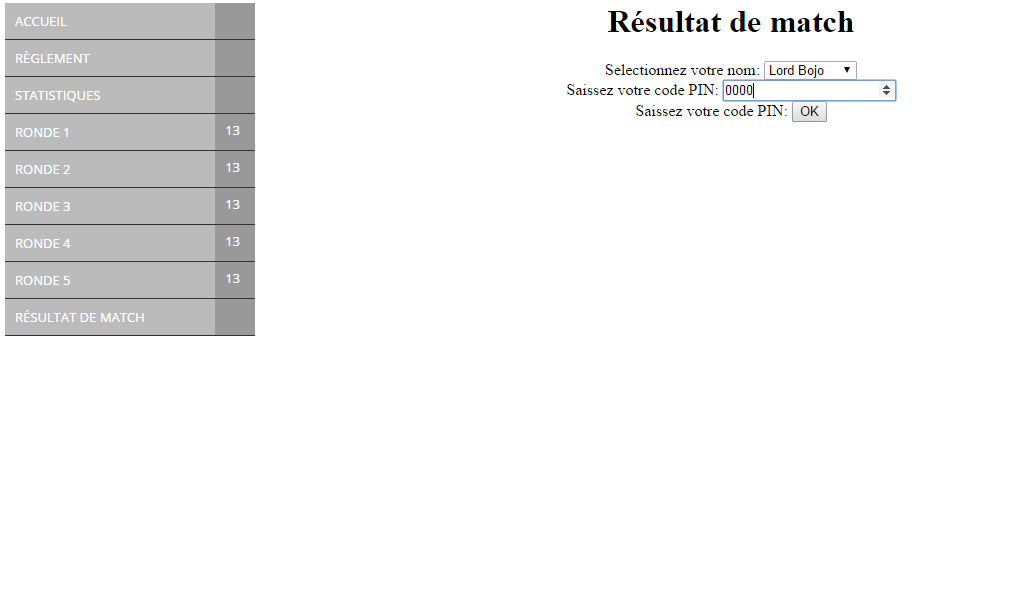 ACCUEIL
RÈGLEMENT
STATISTIQUES
RONDE 1 13
RONDE 2 13
RONDE 3 13
RONDE 4 13
RONDE 5 13
RÉSULTAT DE MATCH
Résultat de match
Selectionnez votre nom: Lord Bojo
Saissez votre code PIN: 0000
Saissez votre code PIN: OK